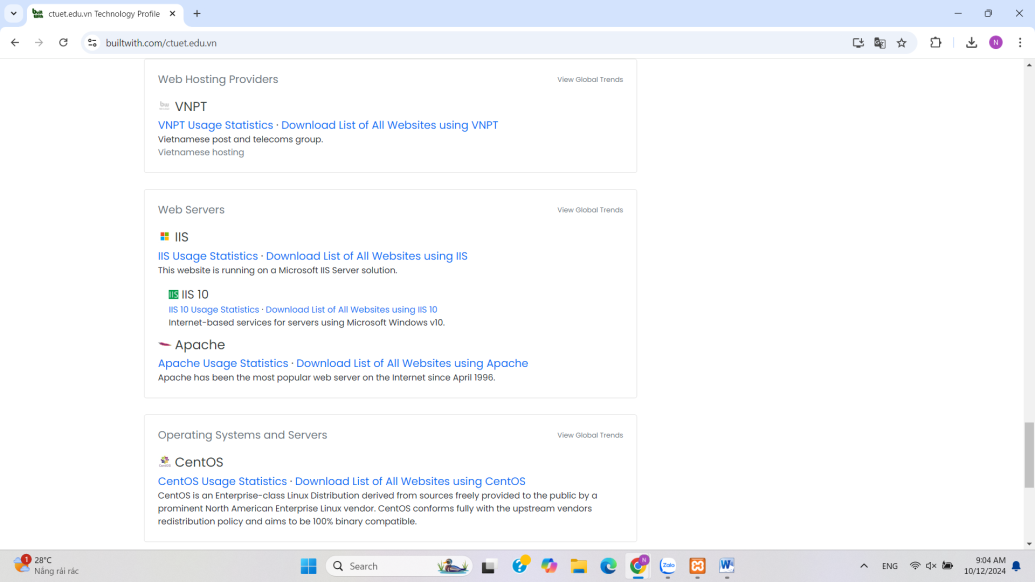 ctuet.edu.vn Technology Profile
builtwith.com/ctuet.edu.vn
N
Web Hosting Providers
View Global Trends
VNPT
VNPT Usage Statistics · Download List of All Websites using VNPT
Vietnamese post and telecoms group.
Vietnamese hosting
Web Servers
View Global Trends
IIS
IIS Usage Statistics · Download List of All Websites using IIS
This website is running on a Microsoft IIS Server solution.
IIS 10
IIS 10 Usage Statistics · Download List of All Websites using IIS 10
Internet-based services for servers using Microsoft Windows v10.
Apache
Apache Usage Statistics · Download List of All Websites using Apache
Apache has been the most popular web server on the Internet since April 1996.
Operating Systems and Servers
View Global Trends
CentOS
CentOS Usage Statistics · Download List of All Websites using CentOS
CentOS is an Enterprise-class Linux Distribution derived from sources freely provided to the public by a
prominent North American Enterprise Linux vendor. CentOS conforms fully with the upstream vendors
redistribution policy and aims to be 100% binary compatible.
1
28°C
Nắng rải rác
Search
Zalo
ENG
9:04 AM
10/12/2024